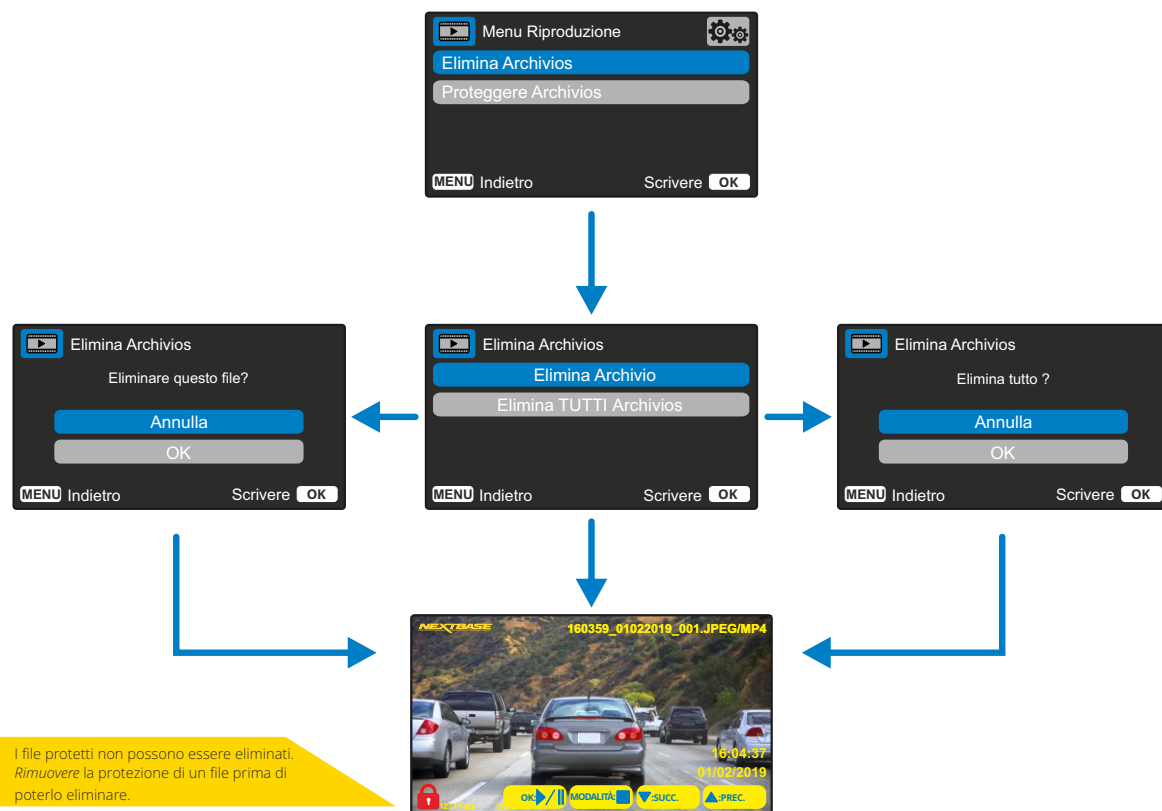 Menu Riproduzione
Elimina Archivios
Proteggere Archivios
MENU Indietro Scrivere OK
Elimina Archivios
Eliminare questo file?
Annulla
OK
MENU Indietro Scrivere OK
Elimina Archivios
Elimina Archivio
Elimina TUTTI Archivios
MENU Indietro Scrivere OK
Elimina Archivios
Elimina tutto ?
Annulla
OK
MENU Indietro Scrivere OK
NEXTBASE 160359_01022019_001.JPEG/MP4
16:04:37
01/02/2019
OK: MODALITÀ: :SUCC. :PREC.
I file protetti non possono essere eliminati.
Rimuovere la protezione di un file prima di
poterlo eliminare.